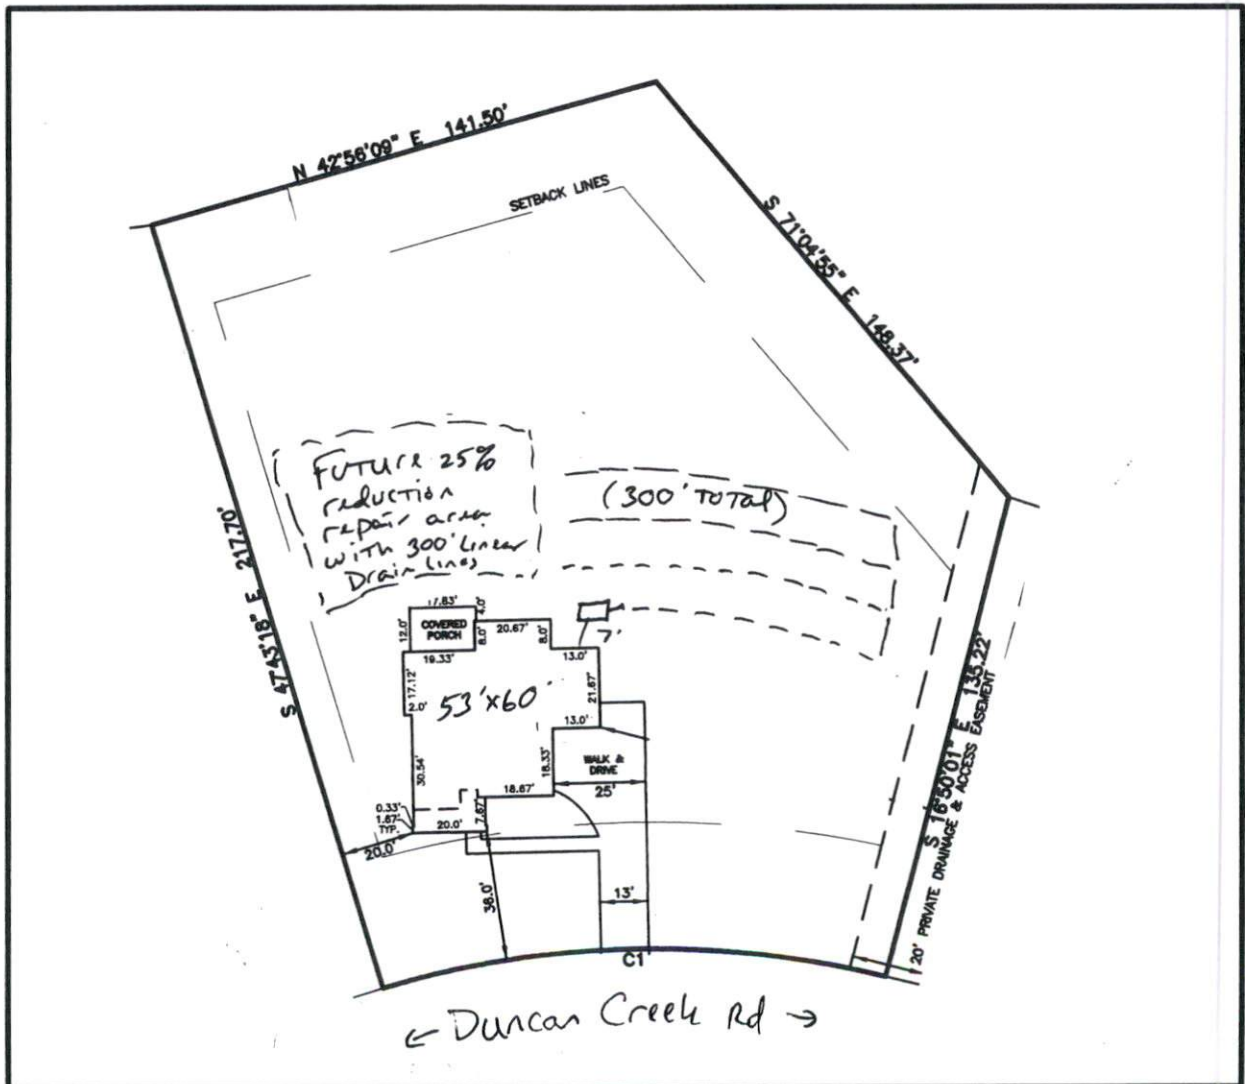 N 42°56'09" E 141.50'
SETBACK LINES
S 71°04'55" E 148.37'
FUTURE 25%
reduction
repair area
with 300' linear
Drain lines
(300' TOTAL)
S 47°43'18" E 217.70'
17.83'
4.0'
12.0'
COVERED
PORCH
8.0'
20.67'
8.0'
7'
19.33'
13.0'
17.12'
2.0'
53'x60'
21.67'
13.0'
30.54'
18.33'
WALK &
DRIVE
25'
18.67'
0.33'
1.67'
TYP.
20.0'
7.67'
20.0'
38.0'
13'
S 16°50'01" E 135.22'
20' PRIVATE DRAINAGE & ACCESS EASEMENT
C1
← Duncan Creek Rd →